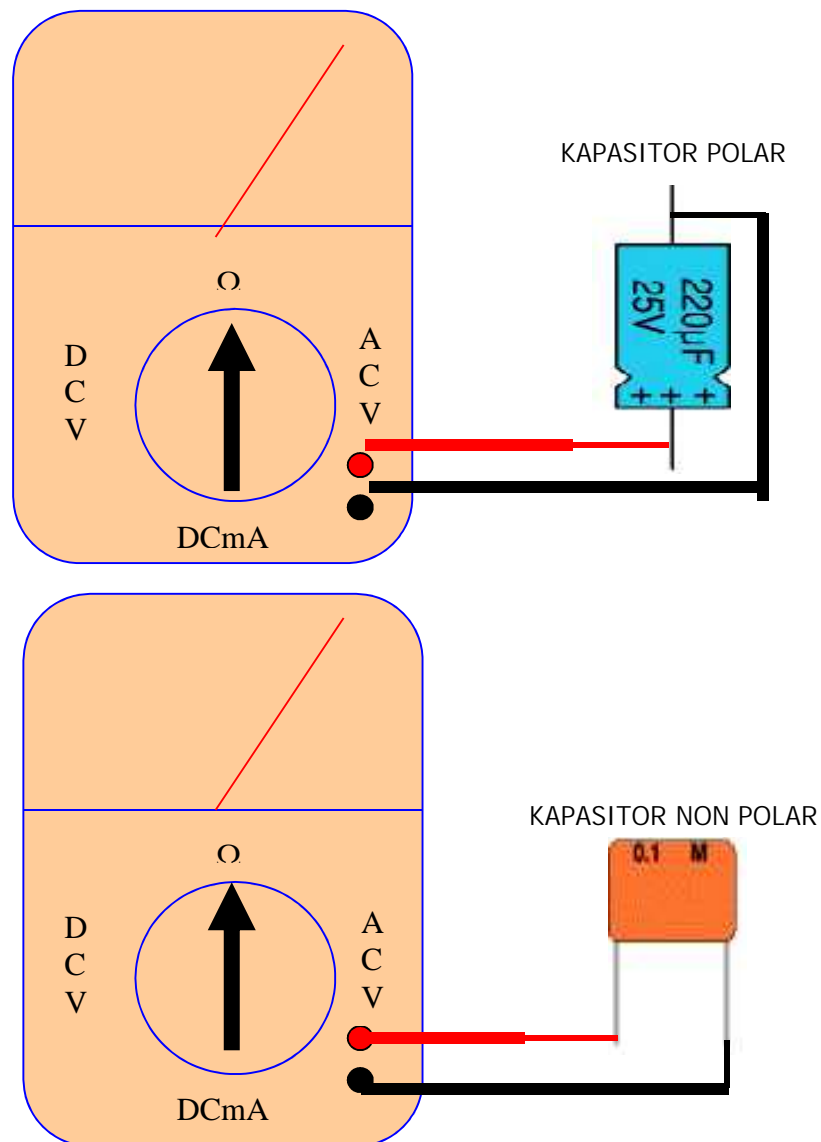 KAPASITOR POLAR
220µF
25V
+ + +
Ω
D
C
V
A
C
V
DCmA
KAPASITOR NON POLAR
0.1 M
Ω
D
C
V
A
C
V
DCmA